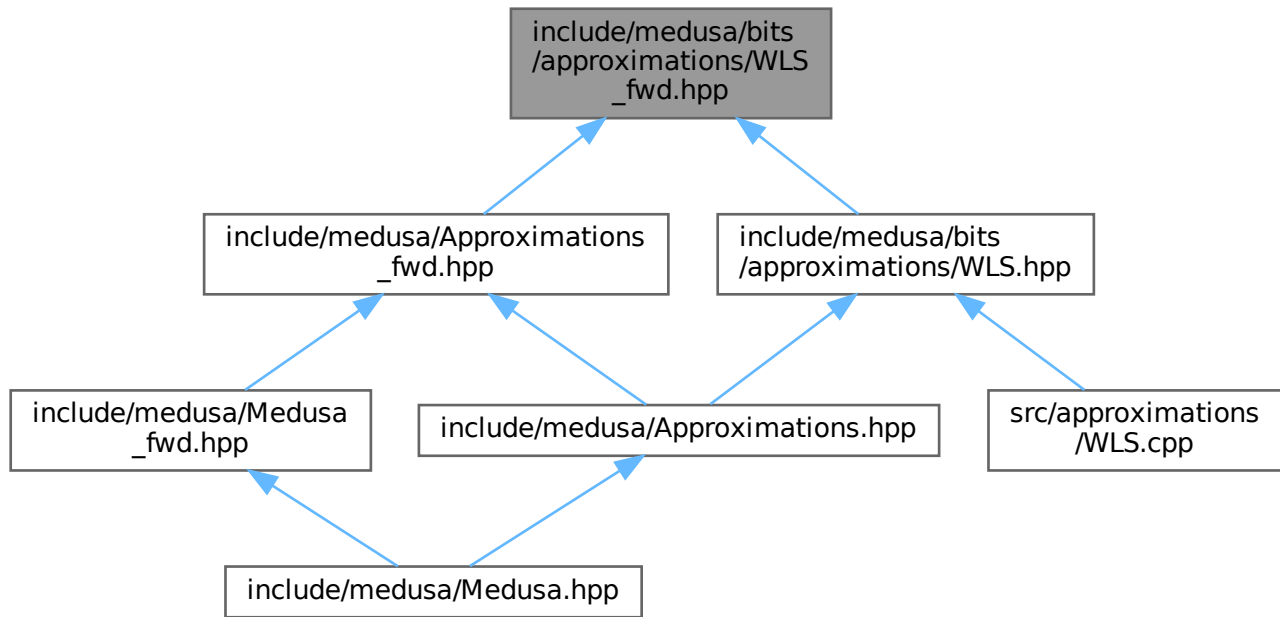 include/medusa/bits
/approximations/WLS
_fwd.hpp
include/medusa/Approximations
_fwd.hpp
include/medusa/bits
/approximations/WLS.hpp
include/medusa/Medusa
_fwd.hpp
include/medusa/Approximations.hpp
src/approximations
/WLS.cpp
include/medusa/Medusa.hpp